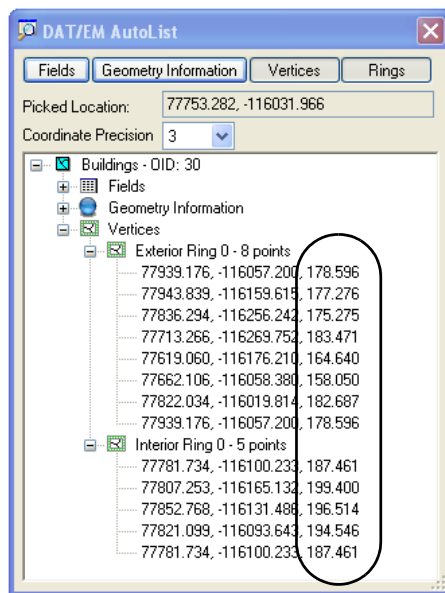 DAT/EM AutoList
Fields Geometry Information Vertices Rings
Picked Location: 77753.282, -116031.966
Coordinate Precision 3
Buildings - OID: 30
Fields
Geometry Information
Vertices
Exterior Ring 0 - 8 points
77939.176, -116057.200, 178.596
77943.839, -116159.615, 177.276
77836.294, -116256.242, 175.275
77713.266, -116269.752, 183.471
77619.060, -116176.210, 164.640
77662.106, -116058.380, 158.050
77822.034, -116019.814, 182.687
77939.176, -116057.200, 178.596
Interior Ring 0 - 5 points
77781.734, -116100.233, 187.461
77807.253, -116165.132, 199.400
77852.768, -116131.486, 196.514
77821.099, -116093.643, 194.546
77781.734, -116100.233, 187.461